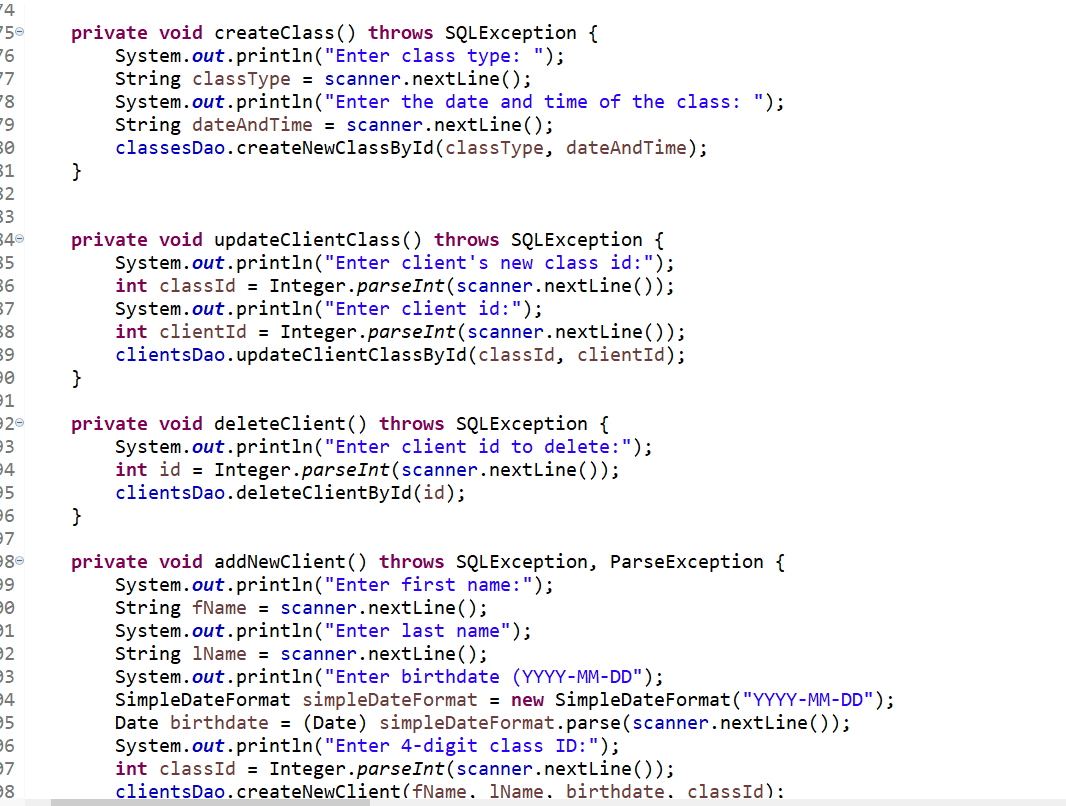 74
75 private void createClass() throws SQLException {
76 System.out.println("Enter class type: ");
77 String classType = scanner.nextLine();
78 System.out.println("Enter the date and time of the class: ");
79 String dateAndTime = scanner.nextLine();
80 classesDao.createNewClassById(classType, dateAndTime);
81 }
82
83
84 private void updateClientClass() throws SQLException {
85 System.out.println("Enter client's new class id:");
86 int classId = Integer.parseInt(scanner.nextLine());
87 System.out.println("Enter client id:");
88 int clientId = Integer.parseInt(scanner.nextLine());
89 clientsDao.updateClientClassById(classId, clientId);
90 }
91
92 private void deleteClient() throws SQLException {
93 System.out.println("Enter client id to delete:");
94 int id = Integer.parseInt(scanner.nextLine());
95 clientsDao.deleteClientById(id);
96 }
97
98 private void addNewClient() throws SQLException, ParseException {
99 System.out.println("Enter first name:");
00 String fName = scanner.nextLine();
01 System.out.println("Enter last name");
02 String lName = scanner.nextLine();
03 System.out.println("Enter birthdate (YYYY-MM-DD");
04 SimpleDateFormat simpleDateFormat = new SimpleDateFormat("YYYY-MM-DD");
05 Date birthdate = (Date) simpleDateFormat.parse(scanner.nextLine());
06 System.out.println("Enter 4-digit class ID:");
07 int classId = Integer.parseInt(scanner.nextLine());
08 clientsDao.createNewClient(fName, lName, birthdate, classId);